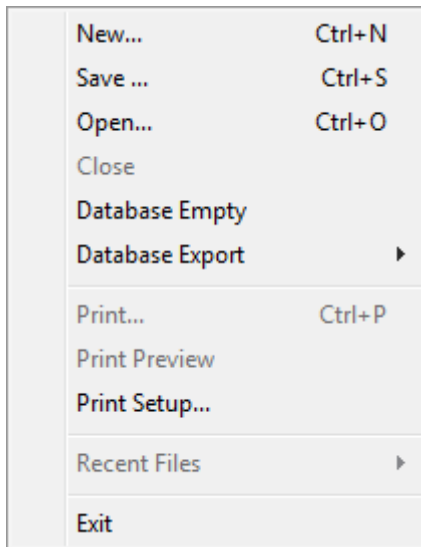 New... Ctrl+N
Save ... Ctrl+S
Open... Ctrl+O
Close
Database Empty
Database Export
Print... Ctrl+P
Print Preview
Print Setup...
Recent Files
Exit